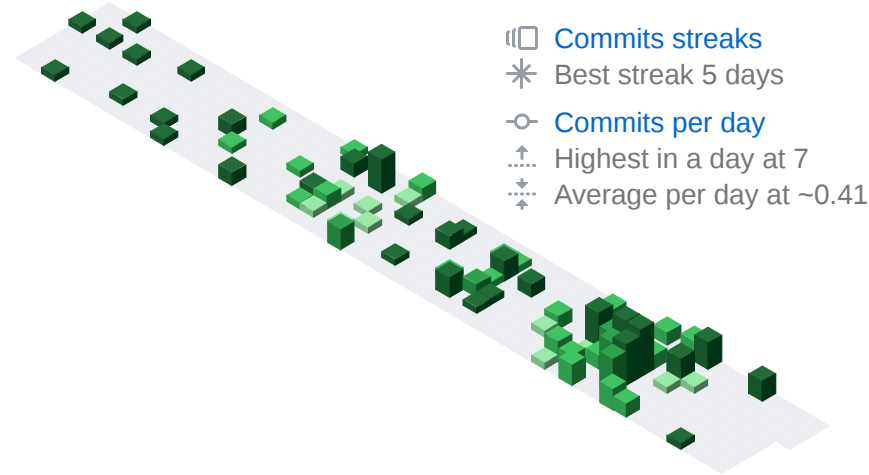 Commits streaks
Best streak 5 days
Commits per day
Highest in a day at 7
Average per day at ~0.41